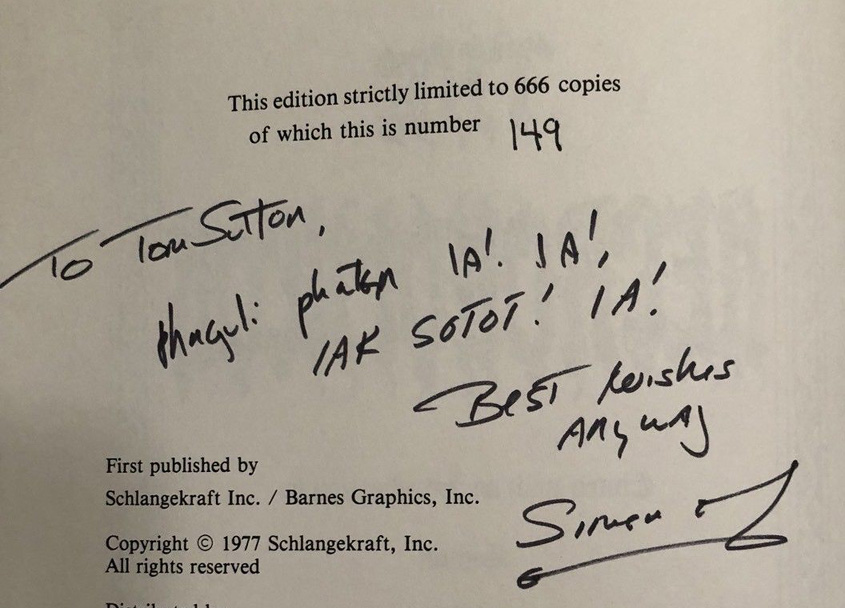 This edition strictly limited to 666 copies
of which this is number 149
To Tom Sutton,
IA! IA!,
IAK SOTOT! IA!
Best wishes
Anyway
Simon
First published by
Schlangekraft Inc. / Barnes Graphics, Inc.
Copyright © 1977 Schlangekraft, Inc.
All rights reserved